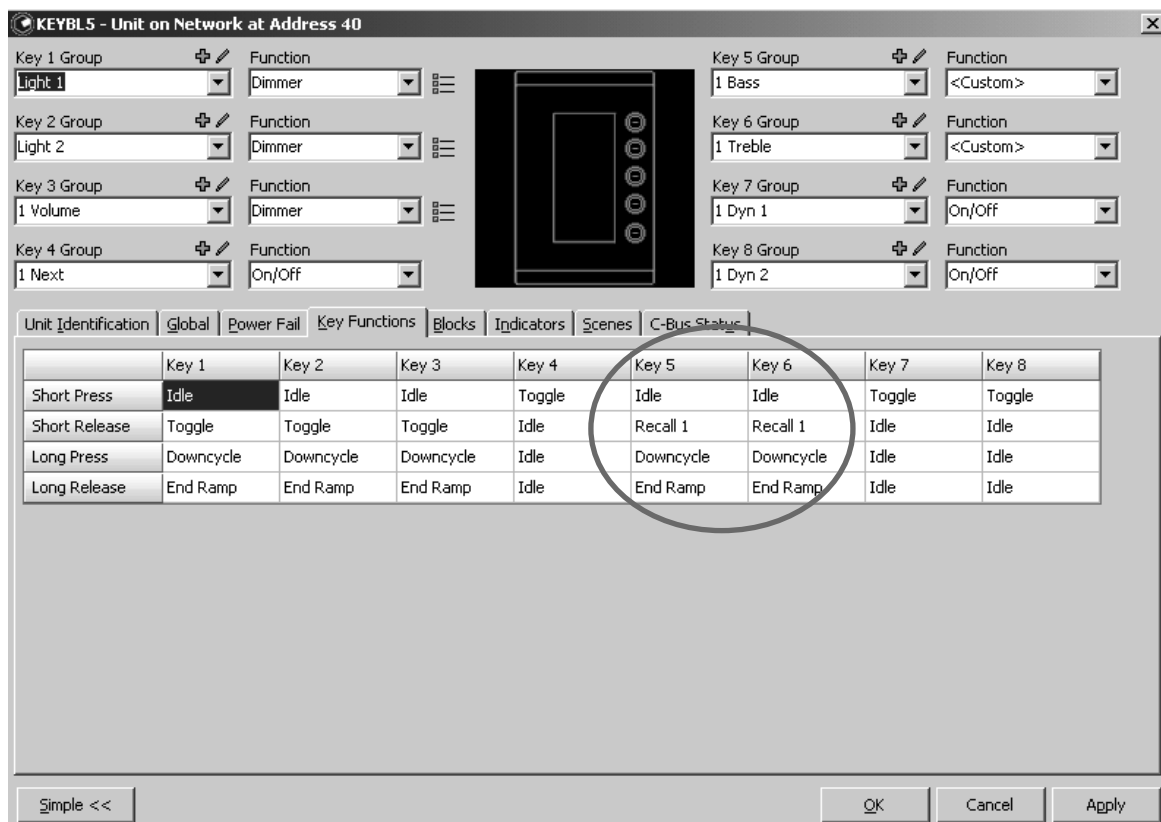 KEYBL5 - Unit on Network at Address 40
Key 1 Group Function Key 5 Group Function
Light 1 Dimmer 1 Bass <Custom>
Key 2 Group Function Key 6 Group Function
Light 2 Dimmer 1 Treble <Custom>
Key 3 Group Function Key 7 Group Function
1 Volume Dimmer 1 Dyn 1 On/Off
Key 4 Group Function Key 8 Group Function
1 Next On/Off 1 Dyn 2 On/Off
Unit Identification Global Power Fail Key Functions Blocks Indicators Scenes C-Bus Status
Key 1 Key 2 Key 3 Key 4 Key 5 Key 6 Key 7 Key 8
Short Press Idle Idle Idle Toggle Idle Idle Toggle Toggle
Short Release Toggle Toggle Toggle Idle Recall 1 Recall 1 Idle Idle
Long Press Downcycle Downcycle Downcycle Idle Downcycle Downcycle Idle Idle
Long Release End Ramp End Ramp End Ramp Idle End Ramp End Ramp Idle Idle
Simple << OK Cancel Apply